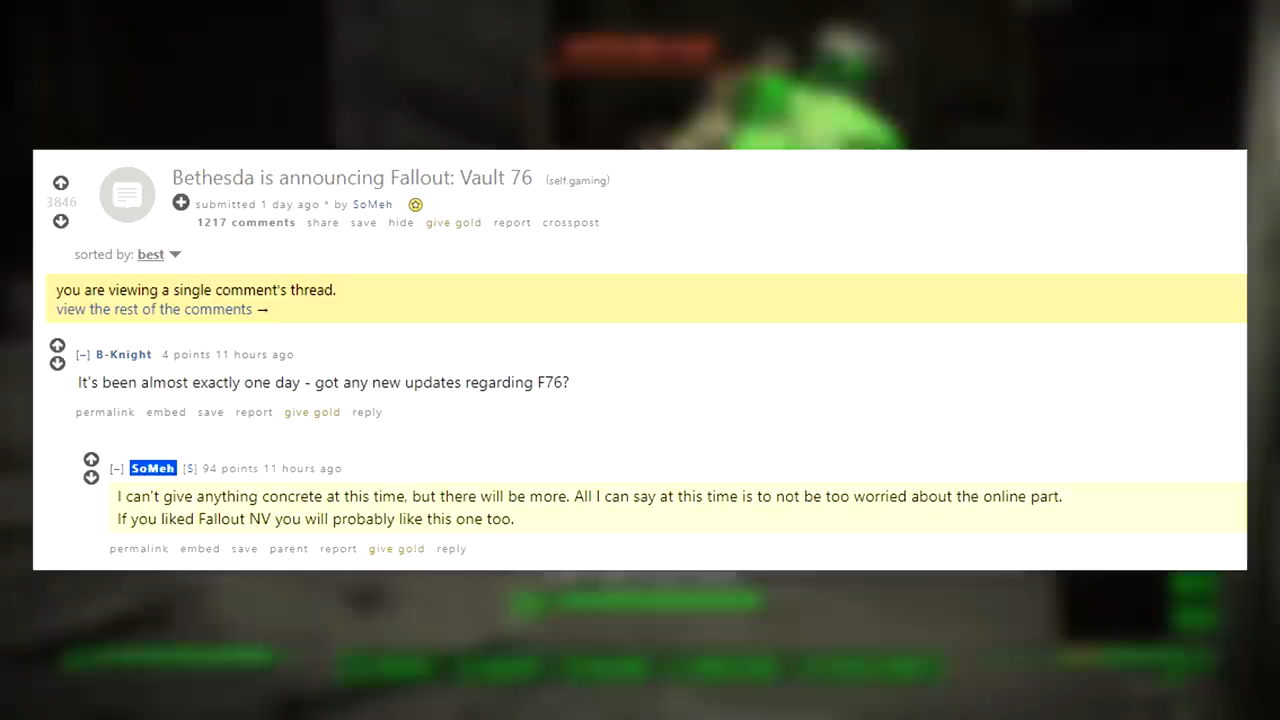 Bethesda is announcing Fallout: Vault 76 (self.gaming)
3846
submitted 1 day ago * by SoMeh
1217 comments share save hide give gold report crosspost
sorted by: best
you are viewing a single comment's thread.
view the rest of the comments →
[–] B-Knight 4 points 11 hours ago
It's been almost exactly one day - got any new updates regarding F76?
permalink embed save report give gold reply
[–] SoMeh [S] 94 points 11 hours ago
I can't give anything concrete at this time, but there will be more. All I can say at this time is to not be too worried about the online part.
If you liked Fallout NV you will probably like this one too.
permalink embed save parent report give gold reply